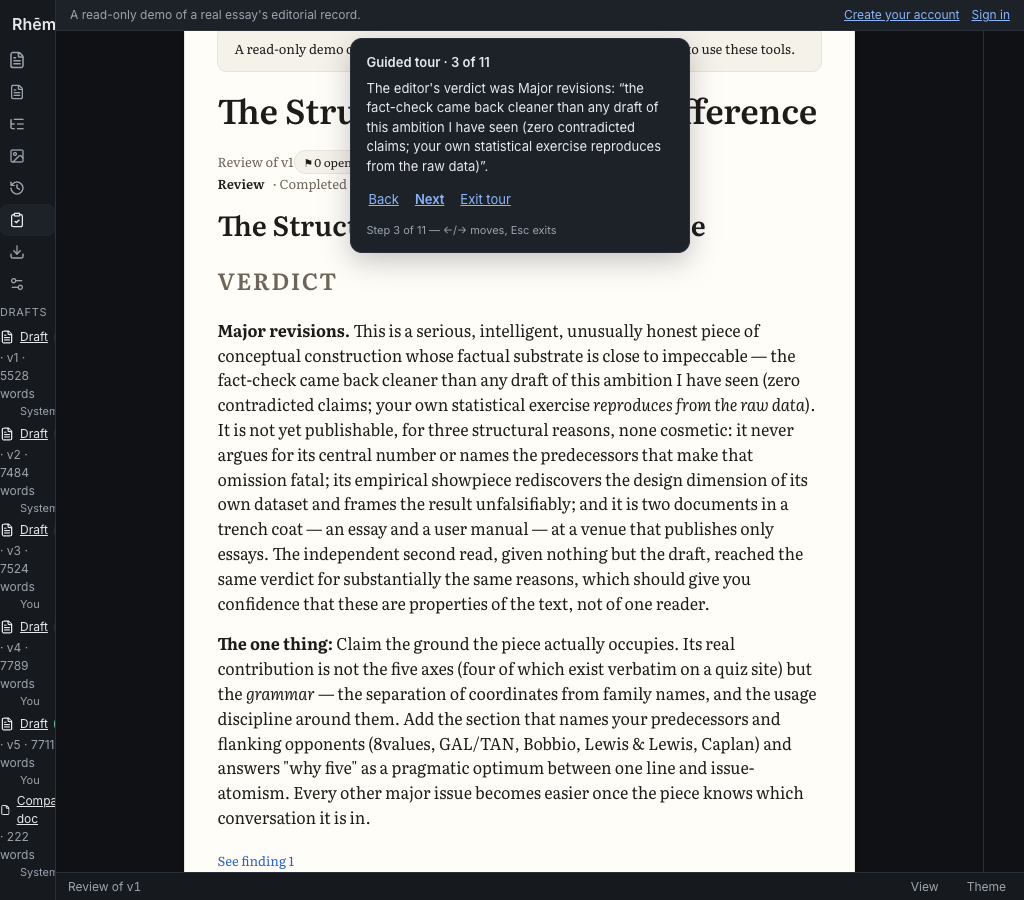 Rhēm
A read-only demo of a real essay's editorial record.
Create your account
Sign in
DRAFTS
Draft
· v1 ·
5528
words
System
Draft
· v2 ·
7484
words
System
Draft
· v3 ·
7524
words
You
Draft
· v4 ·
7789
words
You
Draft
· v5 · 7711
words
You
Compa
doc
· 222
words
System
A read-only demo o
to use these tools.
Guided tour · 3 of 11
The editor's verdict was Major revisions: “the
fact-check came back cleaner than any draft of
this ambition I have seen (zero contradicted
claims; your own statistical exercise reproduces
from the raw data)”.
Back
Next
Exit tour
Step 3 of 11 — ←/→ moves, Esc exits
The Stru
fference
Review of v1
⚑0 open
Review · Completed
The Struct
e
VERDICT
Major revisions. This is a serious, intelligent, unusually honest piece of
conceptual construction whose factual substrate is close to impeccable — the
fact-check came back cleaner than any draft of this ambition I have seen (zero
contradicted claims; your own statistical exercise reproduces from the raw data).
It is not yet publishable, for three structural reasons, none cosmetic: it never
argues for its central number or names the predecessors that make that
omission fatal; its empirical showpiece rediscovers the design dimension of its
own dataset and frames the result unfalsifiably; and it is two documents in a
trench coat — an essay and a user manual — at a venue that publishes only
essays. The independent second read, given nothing but the draft, reached the
same verdict for substantially the same reasons, which should give you
confidence that these are properties of the text, not of one reader.
The one thing: Claim the ground the piece actually occupies. Its real
contribution is not the five axes (four of which exist verbatim on a quiz site) but
the grammar — the separation of coordinates from family names, and the usage
discipline around them. Add the section that names your predecessors and
flanking opponents (8values, GAL/TAN, Bobbio, Lewis & Lewis, Caplan) and
answers "why five" as a pragmatic optimum between one line and issue-
atomism. Every other major issue becomes easier once the piece knows which
conversation it is in.
See finding 1
Review of v1
View
Theme